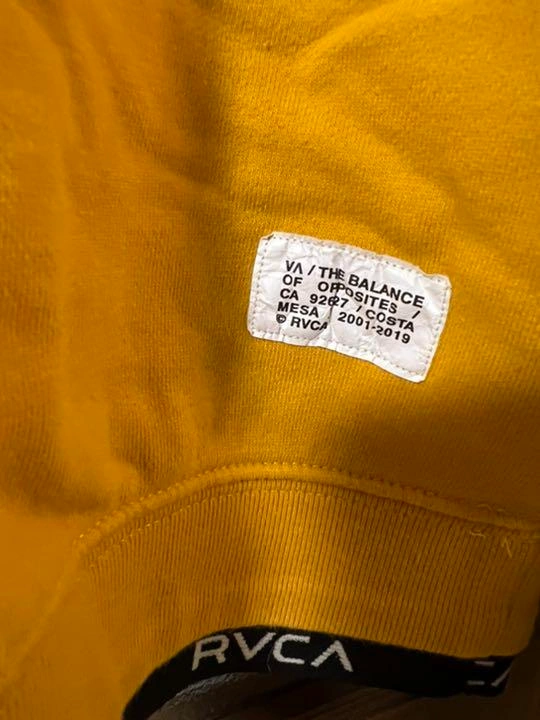 VA / THE BALANCE
OF OPPOSITES /
CA 92627 / COSTA
MESA 2001-2019
© RVCA
RVCA